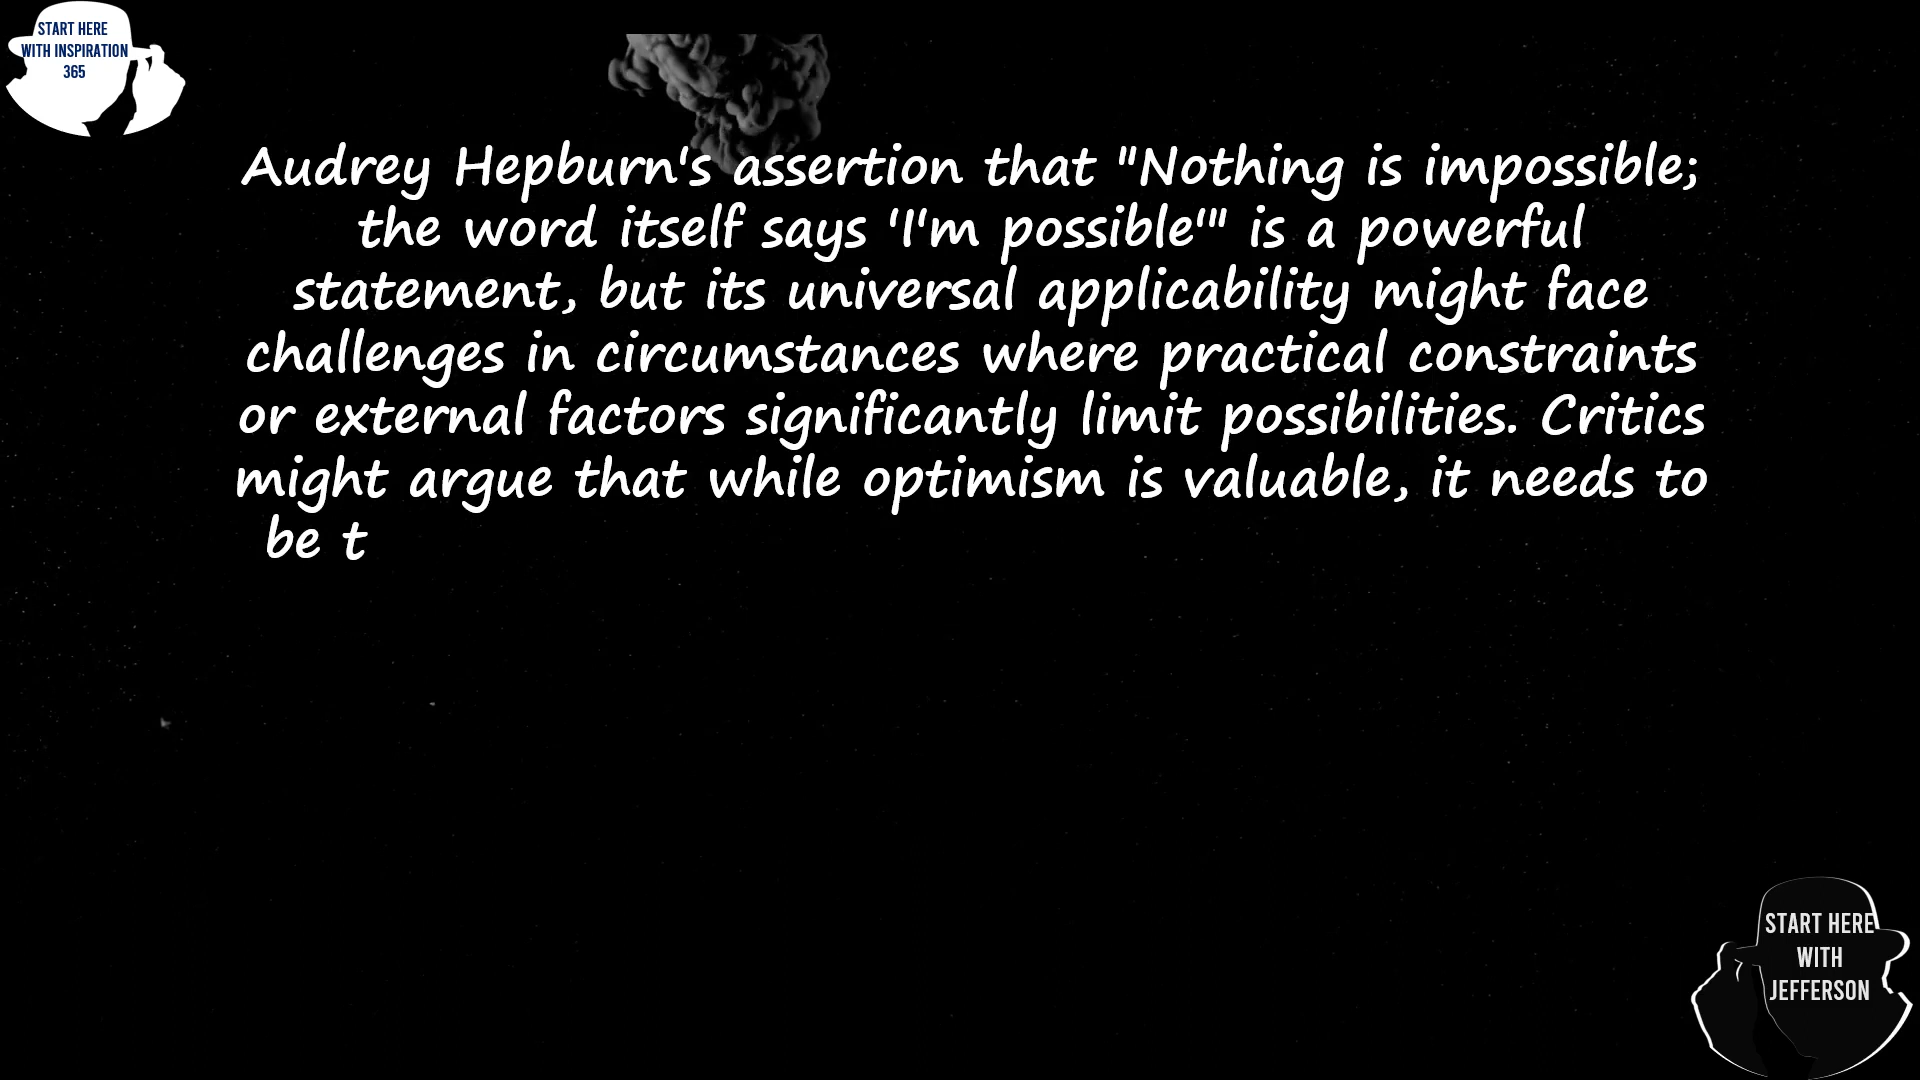 START HERE
WITH INSPIRATION
365
Audrey Hepburn's assertion that "Nothing is impossible;
the word itself says 'I'm possible'" is a powerful
statement, but its universal applicability might face
challenges in circumstances where practical constraints
or external factors significantly limit possibilities. Critics
might argue that while optimism is valuable, it needs to
be t
START HERE
WITH
JEFFERSON